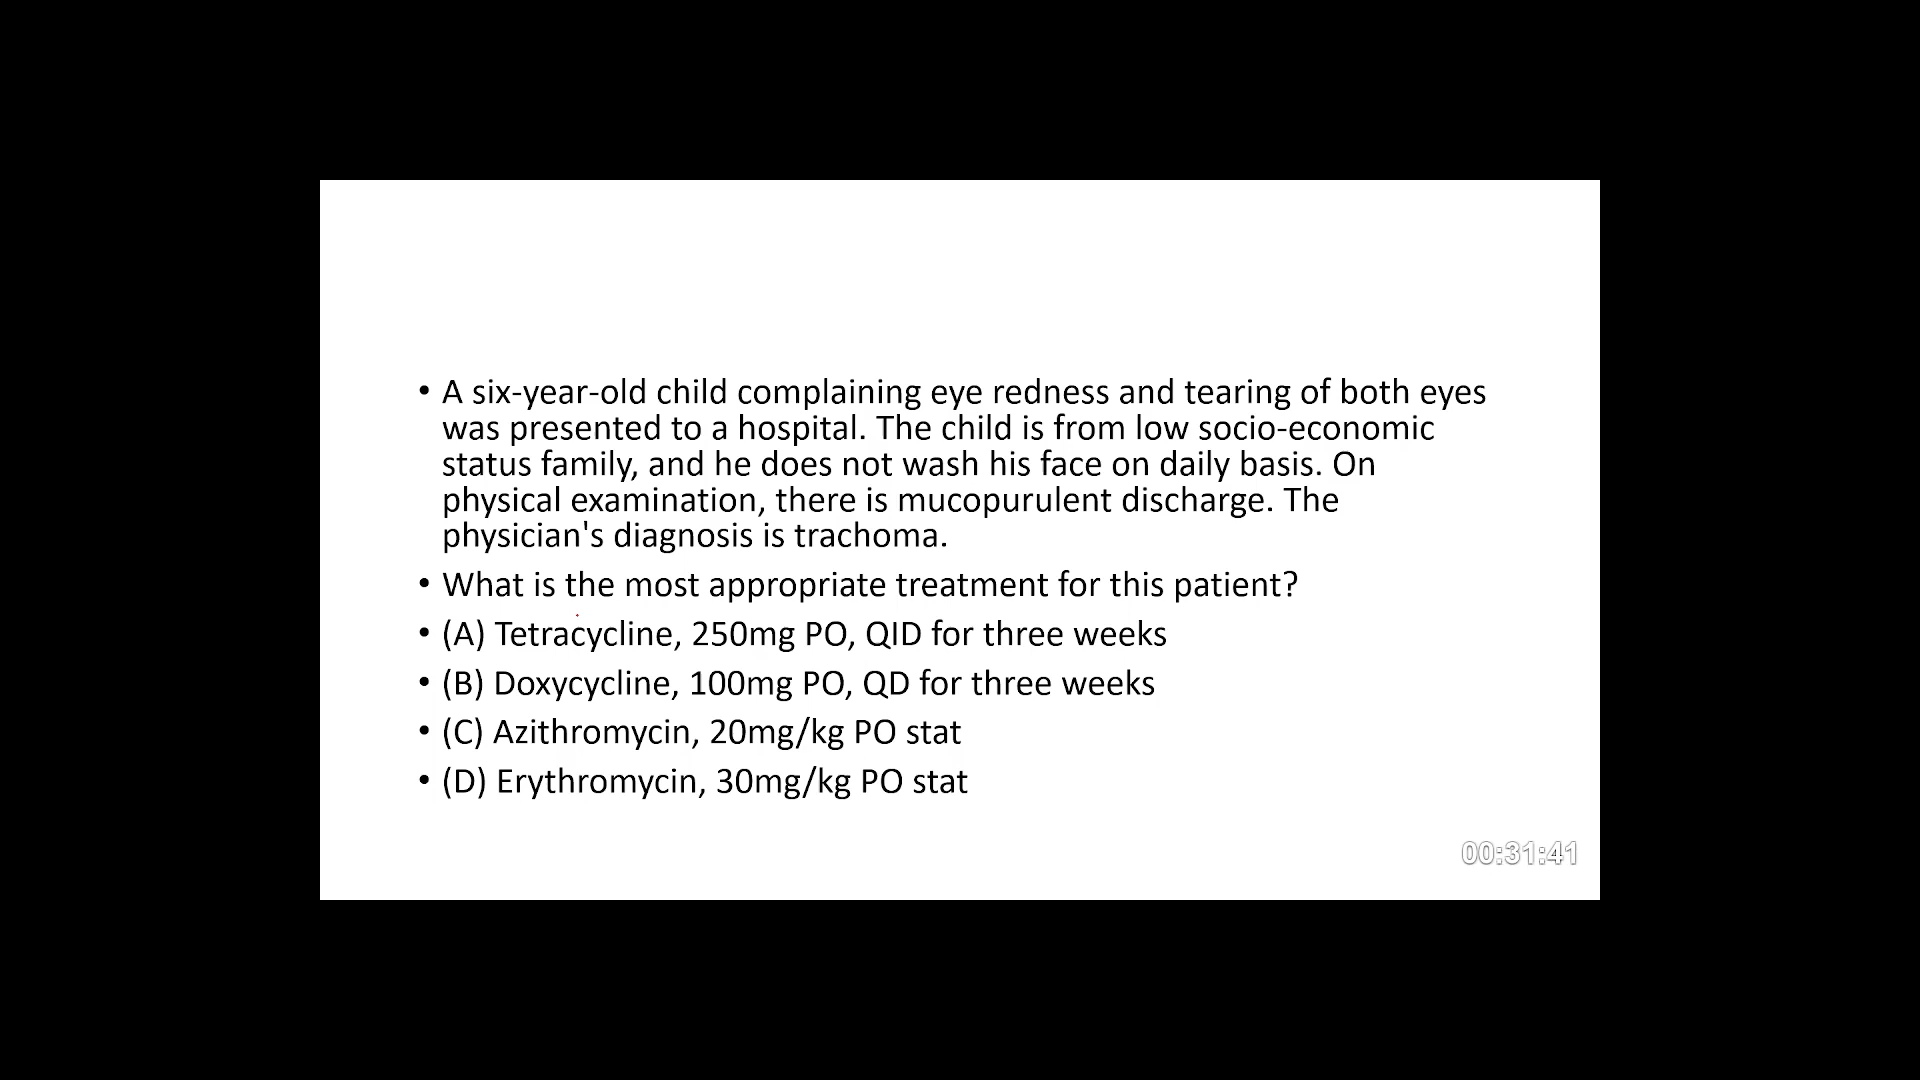 • A six-year-old child complaining eye redness and tearing of both eyes
was presented to a hospital. The child is from low socio-economic
status family, and he does not wash his face on daily basis. On
physical examination, there is mucopurulent discharge. The
physician's diagnosis is trachoma.
• What is the most appropriate treatment for this patient?
• (A) Tetracycline, 250mg PO, QID for three weeks
• (B) Doxycycline, 100mg PO, QD for three weeks
• (C) Azithromycin, 20mg/kg PO stat
• (D) Erythromycin, 30mg/kg PO stat
00:31:41